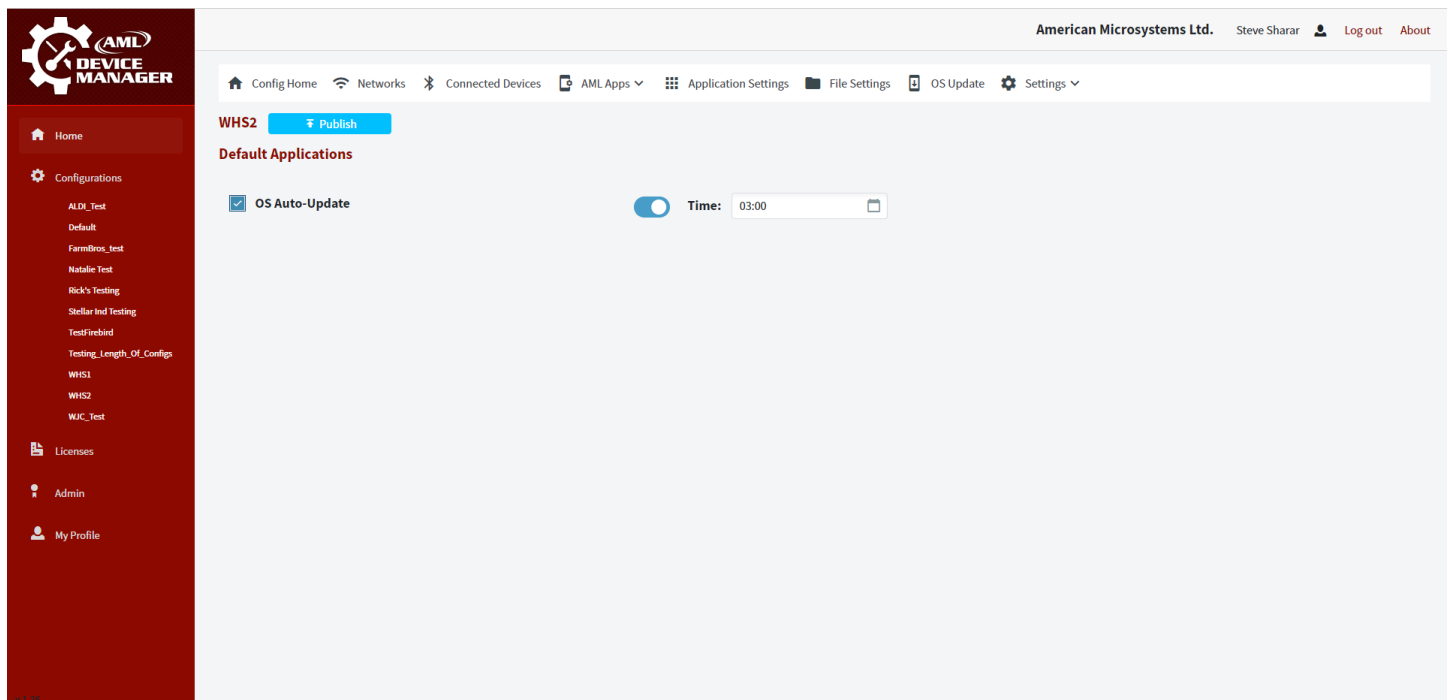 AML
DEVICE
MANAGER
American Microsystems Ltd. Steve Sharar Log out About
Config Home Networks Connected Devices AML Apps Application Settings File Settings OS Update Settings
WHS2 Publish
Default Applications
OS Auto-Update Time: 03:00
Home
Configurations
ALDI_Test
Default
FarmBros_test
Natalie Test
Rick's Testing
Stellar Ind Testing
TestFirebird
Testing_Length_Of_Configs
WHS1
WHS2
WJC_Test
Licenses
Admin
My Profile